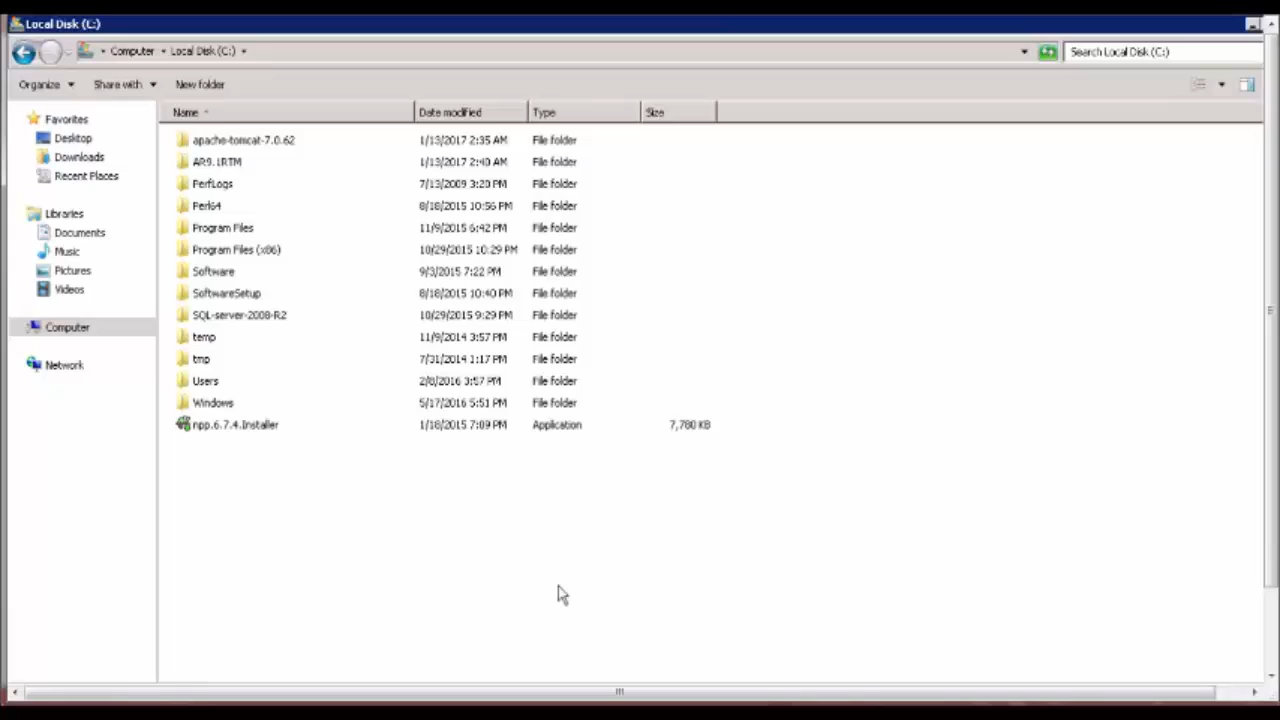 Local Disk (C:)
Computer Local Disk (C:) Search Local Disk (C:)
Organize Share with New folder
Name Date modified Type Size
Favorites
Desktop
Downloads
Recent Places
Libraries
Documents
Music
Pictures
Videos
Computer
Network
apache-tomcat-7.0.62 1/13/2017 2:35 AM File folder
AR9.1RTM 1/13/2017 2:40 AM File folder
PerfLogs 7/13/2009 3:20 PM File folder
Perl64 8/18/2015 10:56 PM File folder
Program Files 11/9/2015 6:42 PM File folder
Program Files (x86) 10/29/2015 10:29 PM File folder
Software 9/3/2015 7:22 PM File folder
SoftwareSetup 8/18/2015 10:40 PM File folder
SQL-server-2008-R2 10/29/2015 9:29 PM File folder
temp 11/9/2014 3:57 PM File folder
tmp 7/31/2014 1:17 PM File folder
Users 2/8/2016 3:57 PM File folder
Windows 5/17/2016 5:51 PM File folder
npp.6.7.4.Installer 1/18/2015 7:09 PM Application 7,780 KB